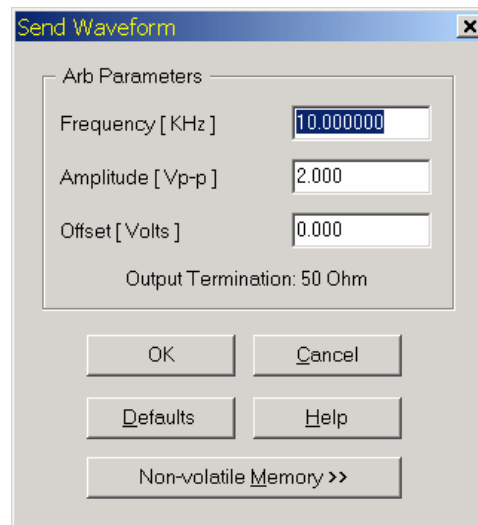 Send Waveform
Arb Parameters
Frequency [ KHz ] 10.000000
Amplitude [ Vp-p ] 2.000
Offset [ Volts ] 0.000
Output Termination: 50 Ohm
OK Cancel
Defaults Help
Non-volatile Memory >>